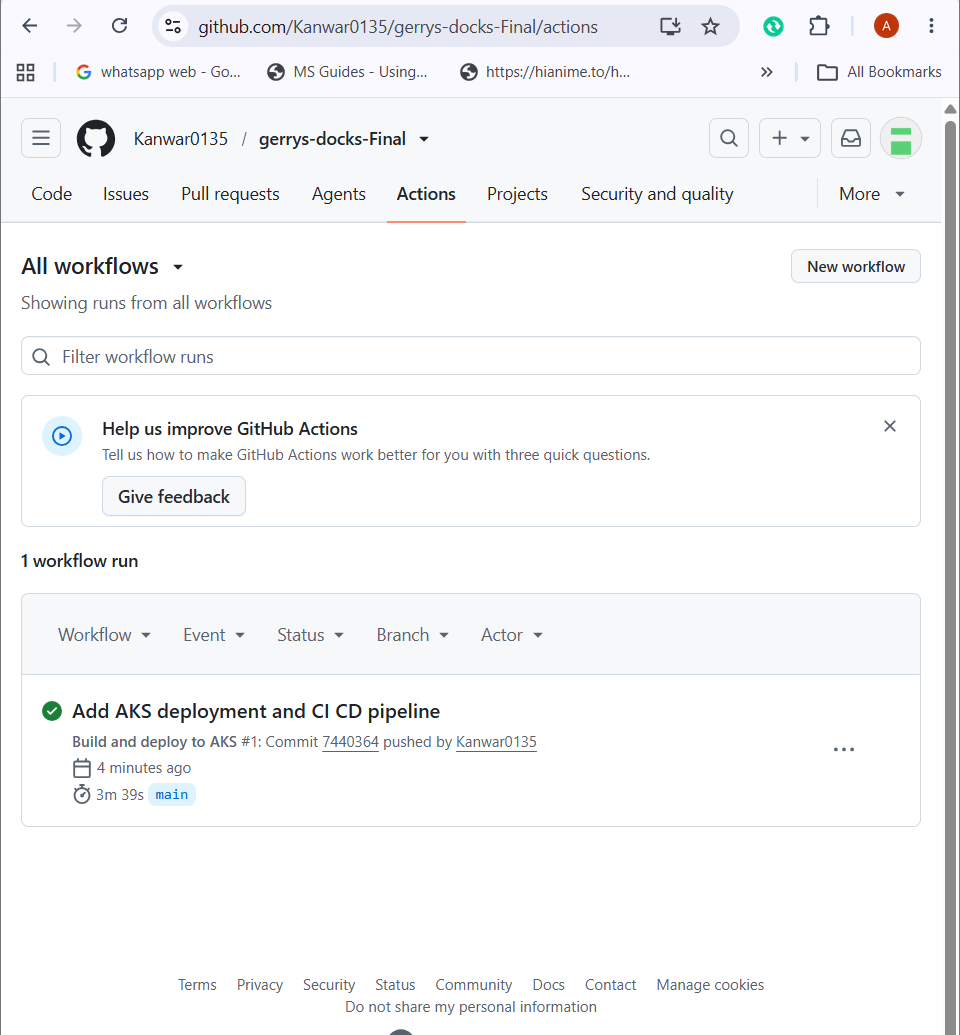 github.com/Kanwar0135/gerrys-docks-Final/actions
A
whatsapp web - Go...
MS Guides - Using...
https://hianime.to/h...
All Bookmarks
Kanwar0135 / gerrys-docks-Final
Code Issues Pull requests Agents Actions Projects Security and quality More
All workflows
New workflow
Showing runs from all workflows
Filter workflow runs
Help us improve GitHub Actions
Tell us how to make GitHub Actions work better for you with three quick questions.
Give feedback
1 workflow run
Workflow Event Status Branch Actor
Add AKS deployment and CI CD pipeline
Build and deploy to AKS #1: Commit 7440364 pushed by Kanwar0135
4 minutes ago
3m 39s main
Terms Privacy Security Status Community Docs Contact Manage cookies
Do not share my personal information